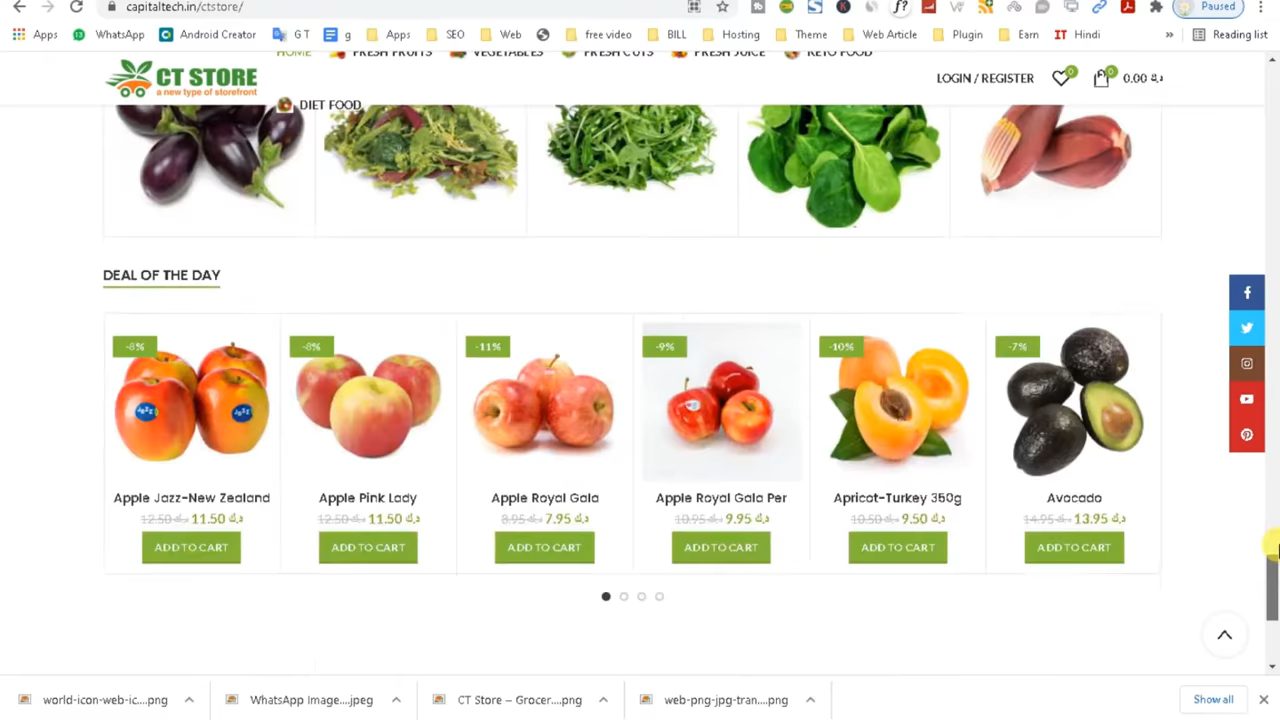 capitaltech.in/ctstore/
Paused
Apps WhatsApp Android Creator G T g Apps SEO Web free video BILL Hosting Theme Web Article Plugin Earn IT Hindi » Reading list
HOME FRESH FRUITS VEGETABLES FRESH CUTS FRESH JUICE KETO FOOD
CT STORE
a new type of storefront
LOGIN / REGISTER 0 0 0.00 د.ك
DIET FOOD
DEAL OF THE DAY
-8% -8% -11% -9% -10% -7%
Apple Jazz-New Zealand Apple Pink Lady Apple Royal Gala Apple Royal Gala Per Apricot-Turkey 350g Avocado
12.50 د.ك 11.50 د.ك 12.50 د.ك 11.50 د.ك 8.95 د.ك 7.95 د.ك 10.95 د.ك 9.95 د.ك 10.50 د.ك 9.50 د.ك 14.95 د.ك 13.95 د.ك
ADD TO CART ADD TO CART ADD TO CART ADD TO CART ADD TO CART ADD TO CART
world-icon-web-ic....png WhatsApp Image....jpeg CT Store – Grocer....png web-png-jpg-tran....png Show all